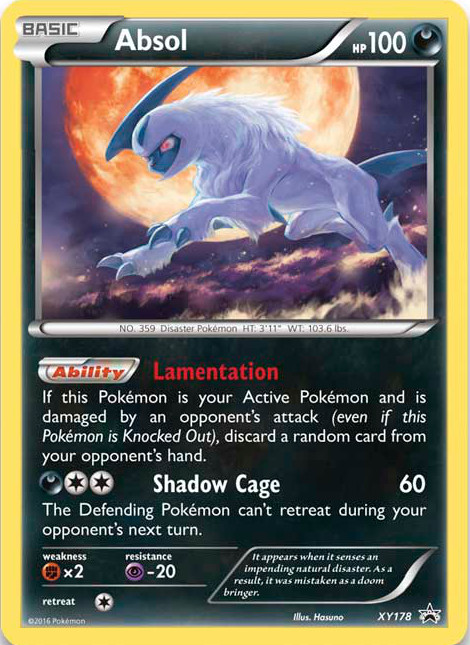 BASIC
Absol
HP100
NO. 359 Disaster Pokémon HT: 3'11" WT: 103.6 lbs.
Ability Lamentation
If this Pokémon is your Active Pokémon and is
damaged by an opponent's attack (even if this
Pokémon is Knocked Out), discard a random card from
your opponent's hand.
Shadow Cage 60
The Defending Pokémon can't retreat during your
opponent's next turn.
weakness resistance
×2 -20
retreat
It appears when it senses an
impending natural disaster. As a
result, it was mistaken as a doom
bringer.
©2016 Pokémon Illus. Hasuno XY178